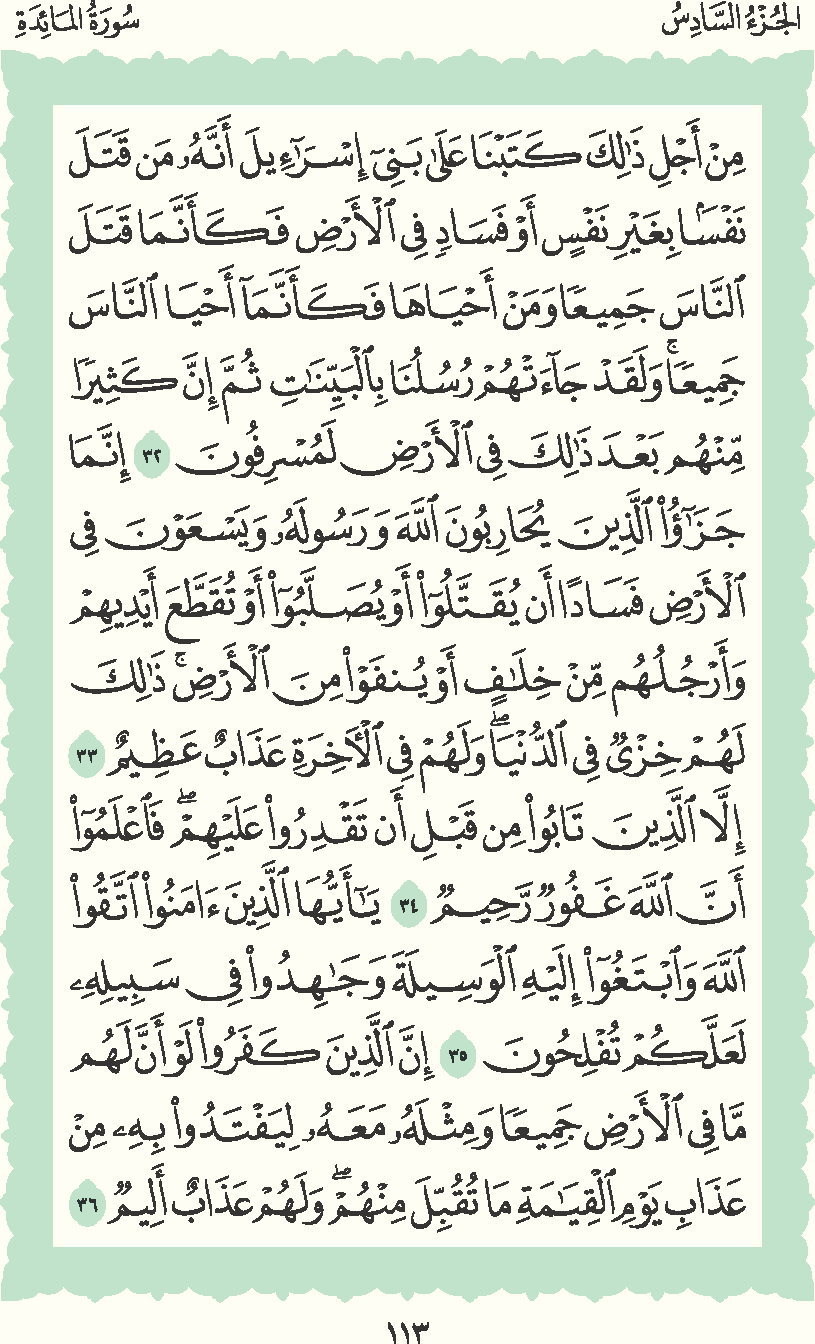 الجُزْءُ السَّادِسُ
سُورَةُ المَائِدَةِ
مِنْ أَجْلِ ذَٰلِكَ كَتَبْنَا عَلَىٰ بَنِىٓ إِسْرَٰٓءِيلَ أَنَّهُۥ مَن قَتَلَ
نَفْسًۢا بِغَيْرِ نَفْسٍ أَوْ فَسَادٍ فِى ٱلْأَرْضِ فَكَأَنَّمَا قَتَلَ
ٱلنَّاسَ جَمِيعًا وَمَنْ أَحْيَاهَا فَكَأَنَّمَآ أَحْيَا ٱلنَّاسَ
جَمِيعًا ۚ وَلَقَدْ جَآءَتْهُمْ رُسُلُنَا بِٱلْبَيِّنَٰتِ ثُمَّ إِنَّ كَثِيرًا
مِّنْهُم بَعْدَ ذَٰلِكَ فِى ٱلْأَرْضِ لَمُسْرِفُونَ ٣٢ إِنَّمَا
جَزَٰٓؤُا۟ ٱلَّذِينَ يُحَارِبُونَ ٱللَّهَ وَرَسُولَهُۥ وَيَسْعَوْنَ فِى
ٱلْأَرْضِ فَسَادًا أَن يُقَتَّلُوٓا۟ أَوْ يُصَلَّبُوٓا۟ أَوْ تُقَطَّعَ أَيْدِيهِمْ
وَأَرْجُلُهُم مِّنْ خِلَٰفٍ أَوْ يُنفَوْا۟ مِنَ ٱلْأَرْضِ ۚ ذَٰلِكَ
لَهُمْ خِزْىٌ فِى ٱلدُّنْيَا ۖ وَلَهُمْ فِى ٱلْأَخِرَةِ عَذَابٌ عَظِيمٌ ٣٣
إِلَّا ٱلَّذِينَ تَابُوا۟ مِن قَبْلِ أَن تَقْدِرُوا۟ عَلَيْهِمْ ۖ فَٱعْلَمُوٓا۟
أَنَّ ٱللَّهَ غَفُورٌ رَّحِيمٌ ٣٤ يَٰٓأَيُّهَا ٱلَّذِينَ ءَامَنُوا۟ ٱتَّقُوا۟
ٱللَّهَ وَٱبْتَغُوٓا۟ إِلَيْهِ ٱلْوَسِيلَةَ وَجَٰهِدُوا۟ فِى سَبِيلِهِۦ
لَعَلَّكُمْ تُفْلِحُونَ ٣٥ إِنَّ ٱلَّذِينَ كَفَرُوا۟ لَوْ أَنَّ لَهُم
مَّا فِى ٱلْأَرْضِ جَمِيعًا وَمِثْلَهُۥ مَعَهُۥ لِيَفْتَدُوا۟ بِهِۦ مِنْ
عَذَابِ يَوْمِ ٱلْقِيَٰمَةِ مَا تُقُبِّلَ مِنْهُمْ ۖ وَلَهُمْ عَذَابٌ أَلِيمٌ ٣٦
١١٣